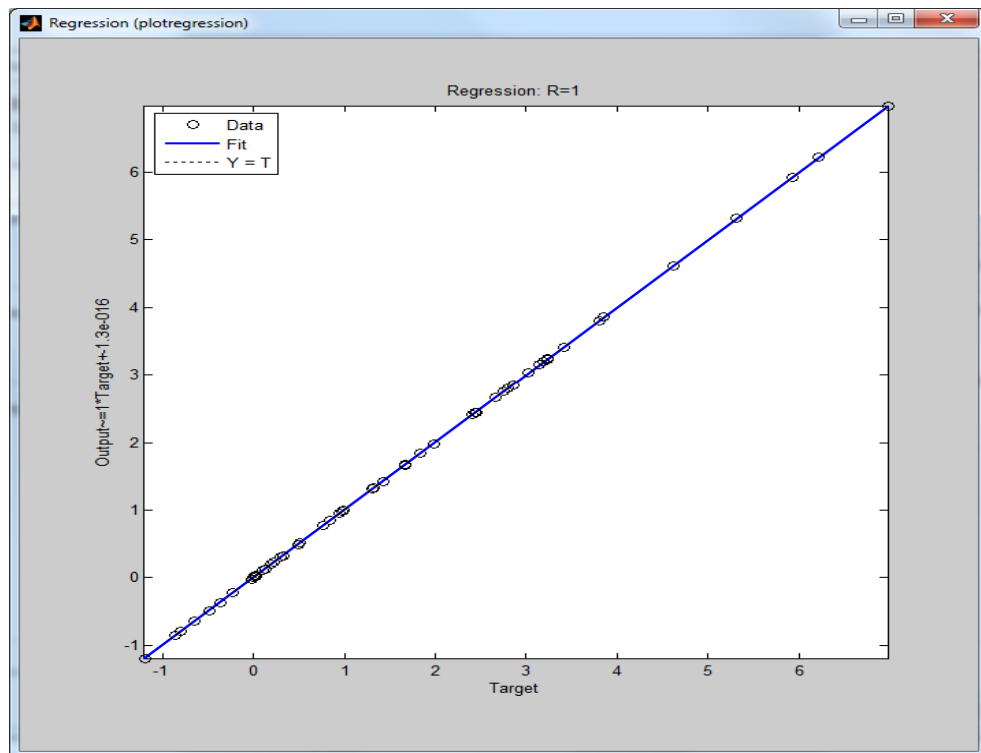 Regression (plotregression)
Regression: R=1
Data
Fit
Y = T
Output~=1*Target+-1.3e-016
6
5
4
3
2
1
0
-1
-1 0 1 2 3 4 5 6
Target